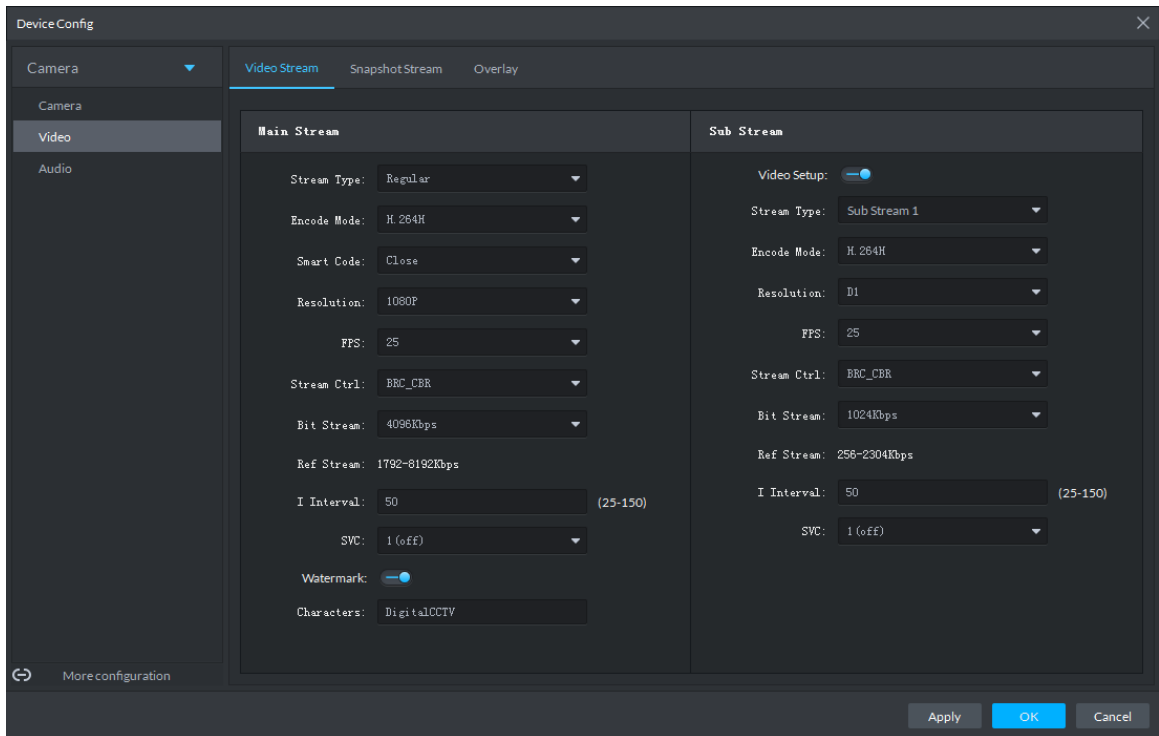 Device Config
Camera
Camera
Video
Audio
More configuration
Video Stream Snapshot Stream Overlay
Main Stream
Stream Type: Regular
Encode Mode: H.264H
Smart Code: Close
Resolution: 1080P
FPS: 25
Stream Ctrl: BRC_CBR
Bit Stream: 4096Kbps
Ref Stream: 1792-8192Kbps
I Interval: 50 (25-150)
SVC: 1(off)
Watermark:
Characters: DigitalCCTV
Sub Stream
Video Setup:
Stream Type: Sub Stream 1
Encode Mode: H.264H
Resolution: D1
FPS: 25
Stream Ctrl: BRC_CBR
Bit Stream: 1024Kbps
Ref Stream: 256-2304Kbps
I Interval: 50 (25-150)
SVC: 1(off)
Apply OK Cancel